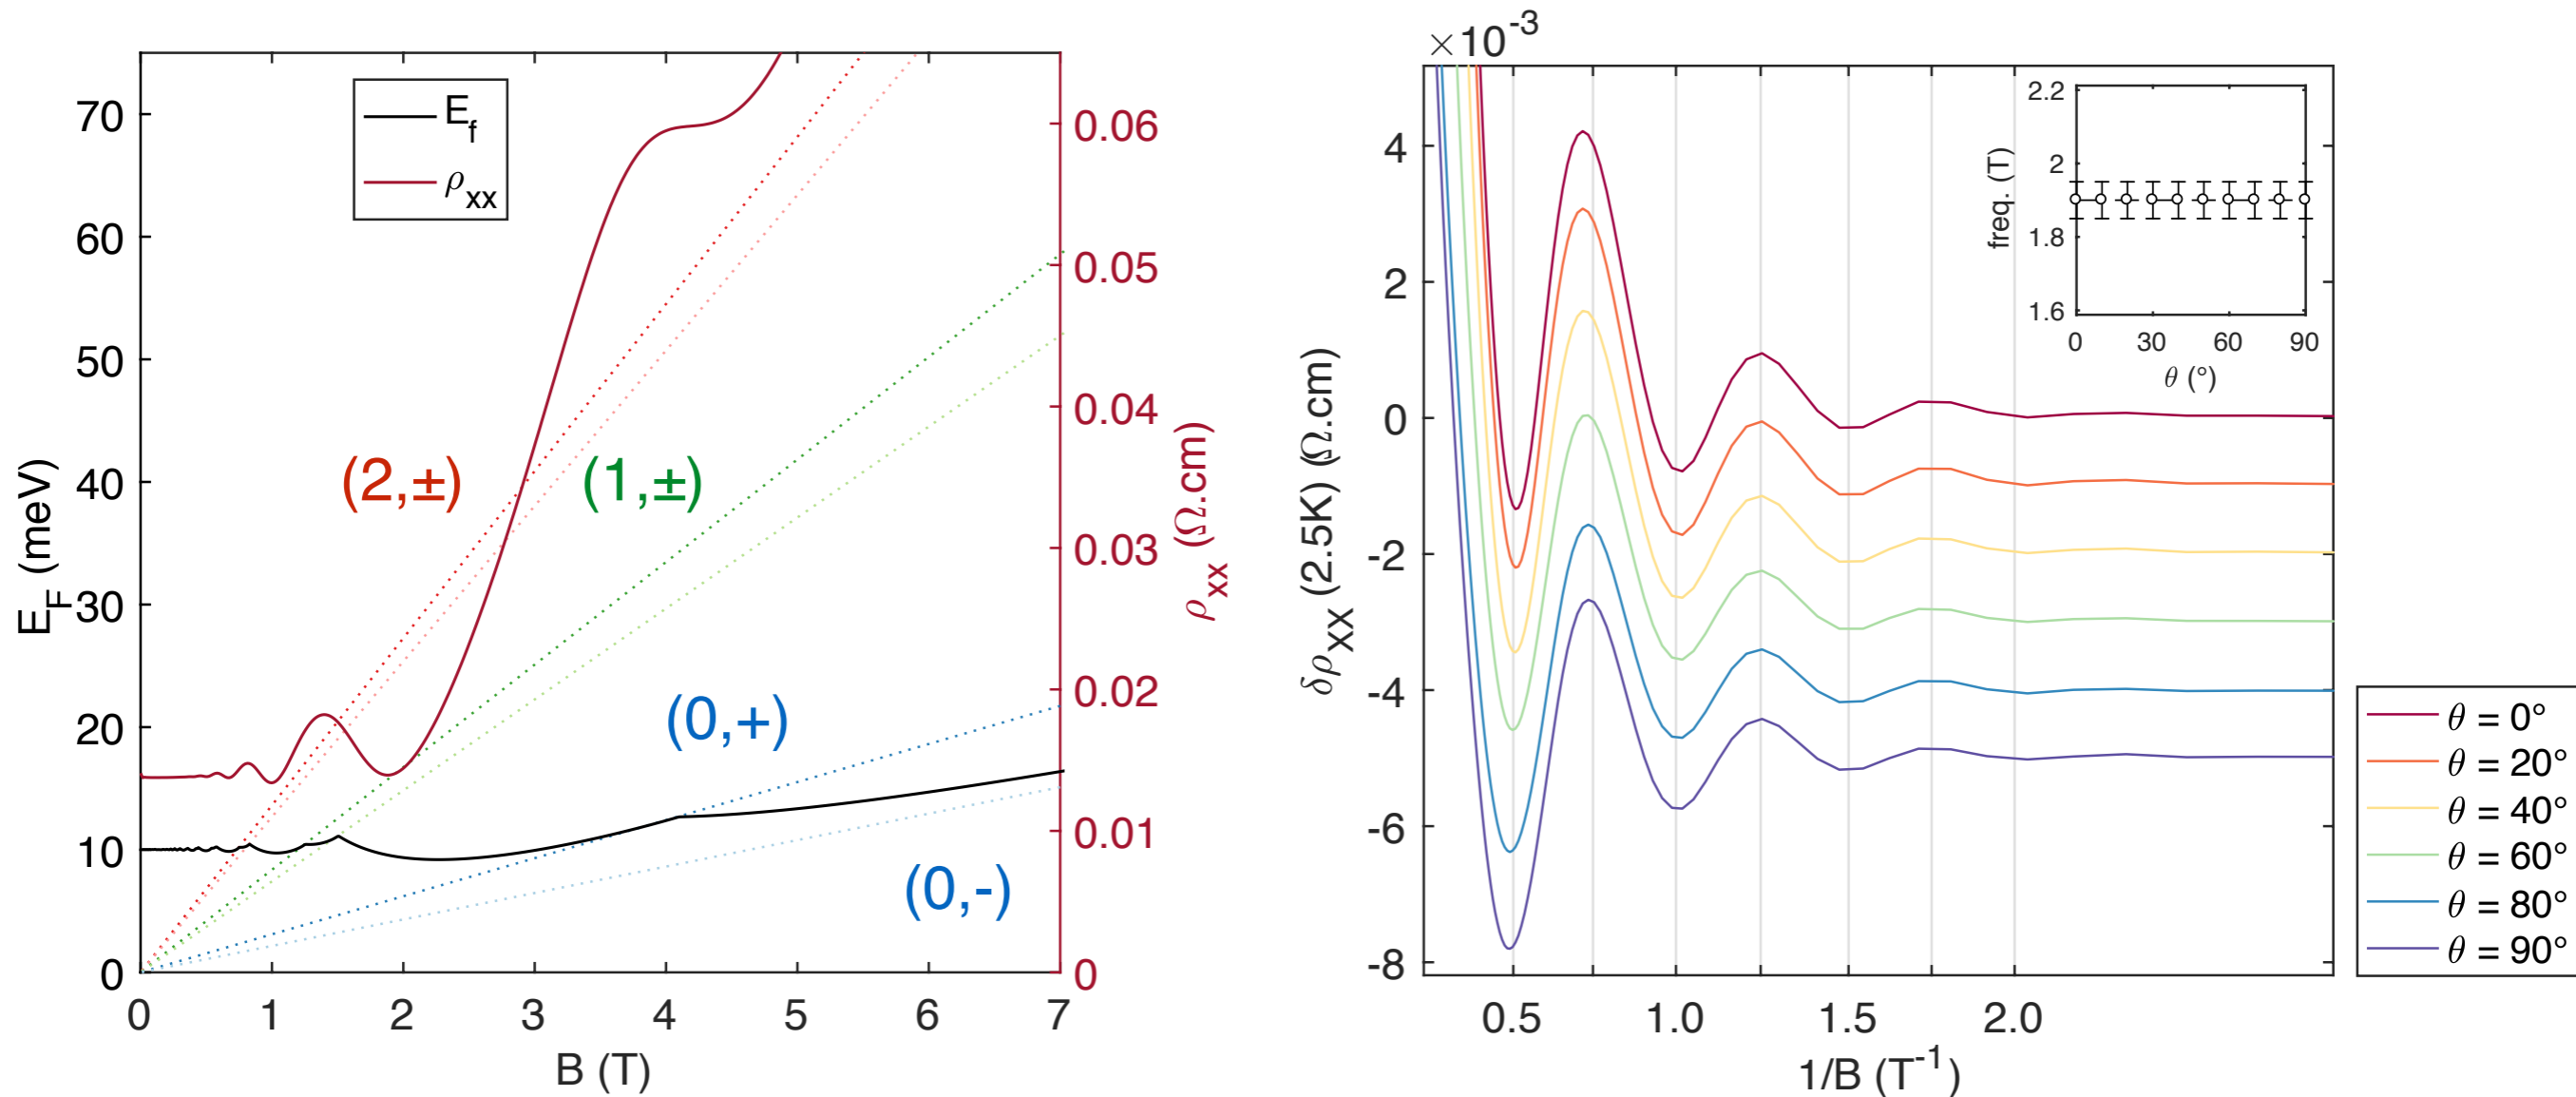 E_f
ρ_xx
70
60
50
40
30
20
10
0
E_F (meV)
0 1 2 3 4 5 6 7
B (T)
0.06
0.05
0.04
0.03
0.02
0.01
0
ρ_xx (Ω.cm)
(2,±)
(1,±)
(0,+)
(0,-)
×10^-3
4
2
0
-2
-4
-6
-8
δρ_XX (2.5K) (Ω.cm)
0.5 1.0 1.5 2.0
1/B (T^-1)
2.2
2
1.8
1.6
freq. (T)
0 30 60 90
θ (°)
θ = 0°
θ = 20°
θ = 40°
θ = 60°
θ = 80°
θ = 90°